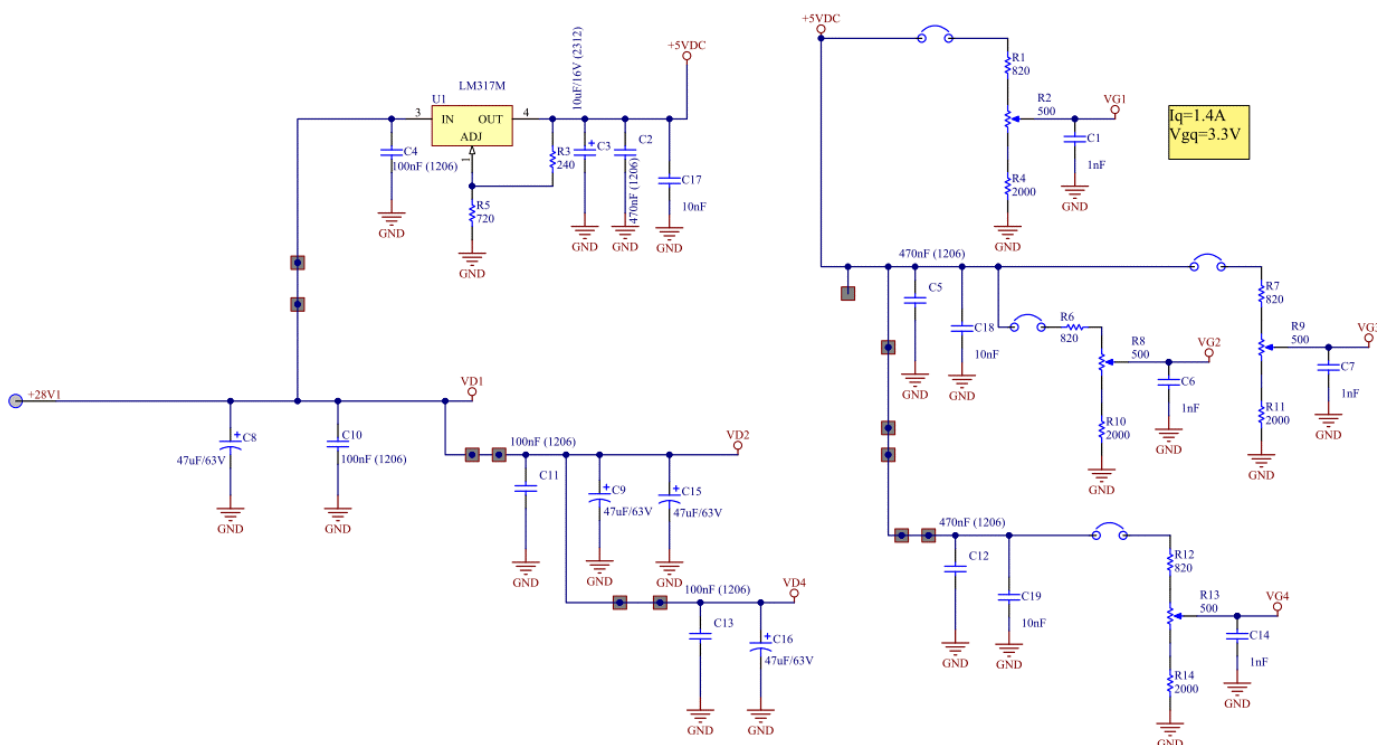 +5VDC
LM317M
U1
3
IN
OUT
4
ADJ
1
10uF/16V (2312)
+5VDC
C4
100nF (1206)
GND
R5
720
GND
R3
240
C3
GND
C2
470nF (1206)
GND
C17
10nF
GND
R1
820
R2
500
VG1
C1
1nF
GND
R4
2000
GND
Iq=1.4A
Vgq=3.3V
470nF (1206)
C5
GND
C18
10nF
GND
R6
820
R8
500
VG2
C6
1nF
GND
R10
2000
GND
R7
820
R9
500
VG3
C7
1nF
GND
R11
2000
GND
+28V1
VD1
C8
47uF/63V
GND
C10
100nF (1206)
GND
100nF (1206)
VD2
C11
GND
C9
47uF/63V
GND
C15
47uF/63V
GND
100nF (1206)
VD4
C13
GND
C16
47uF/63V
GND
470nF (1206)
C12
GND
C19
10nF
GND
R12
820
R13
500
VG4
C14
1nF
GND
R14
2000
GND